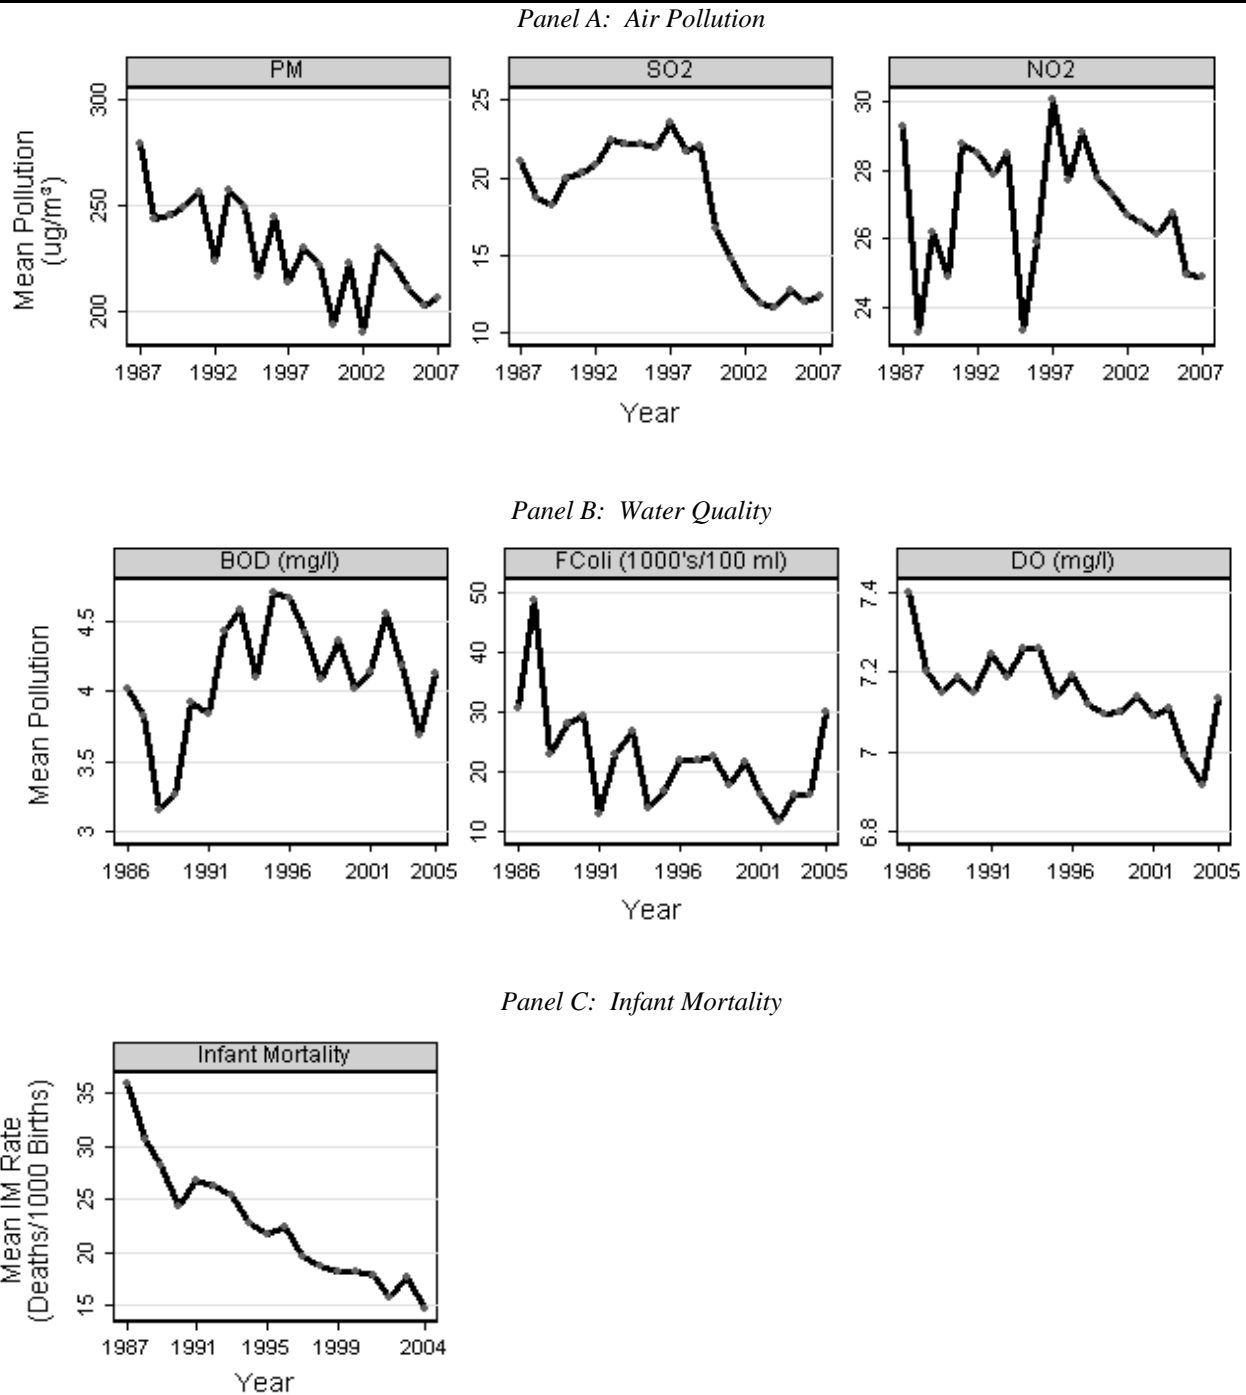 Panel A: Air Pollution
PM
SO2
NO2
Mean Pollution
(ug/m³)
300
250
200
25
20
15
10
30
28
26
24
1987 1992 1997 2002 2007
1987 1992 1997 2002 2007
1987 1992 1997 2002 2007
Year
Panel B: Water Quality
BOD (mg/l)
FColi (1000's/100 ml)
DO (mg/l)
Mean Pollution
4.5
4
3.5
3
50
40
30
20
10
7.4
7.2
7
6.8
1986 1991 1996 2001 2005
1986 1991 1996 2001 2005
1986 1991 1996 2001 2005
Year
Panel C: Infant Mortality
Infant Mortality
Mean IM Rate
(Deaths/1000 Births)
35
30
25
20
15
1987 1991 1995 1999 2004
Year